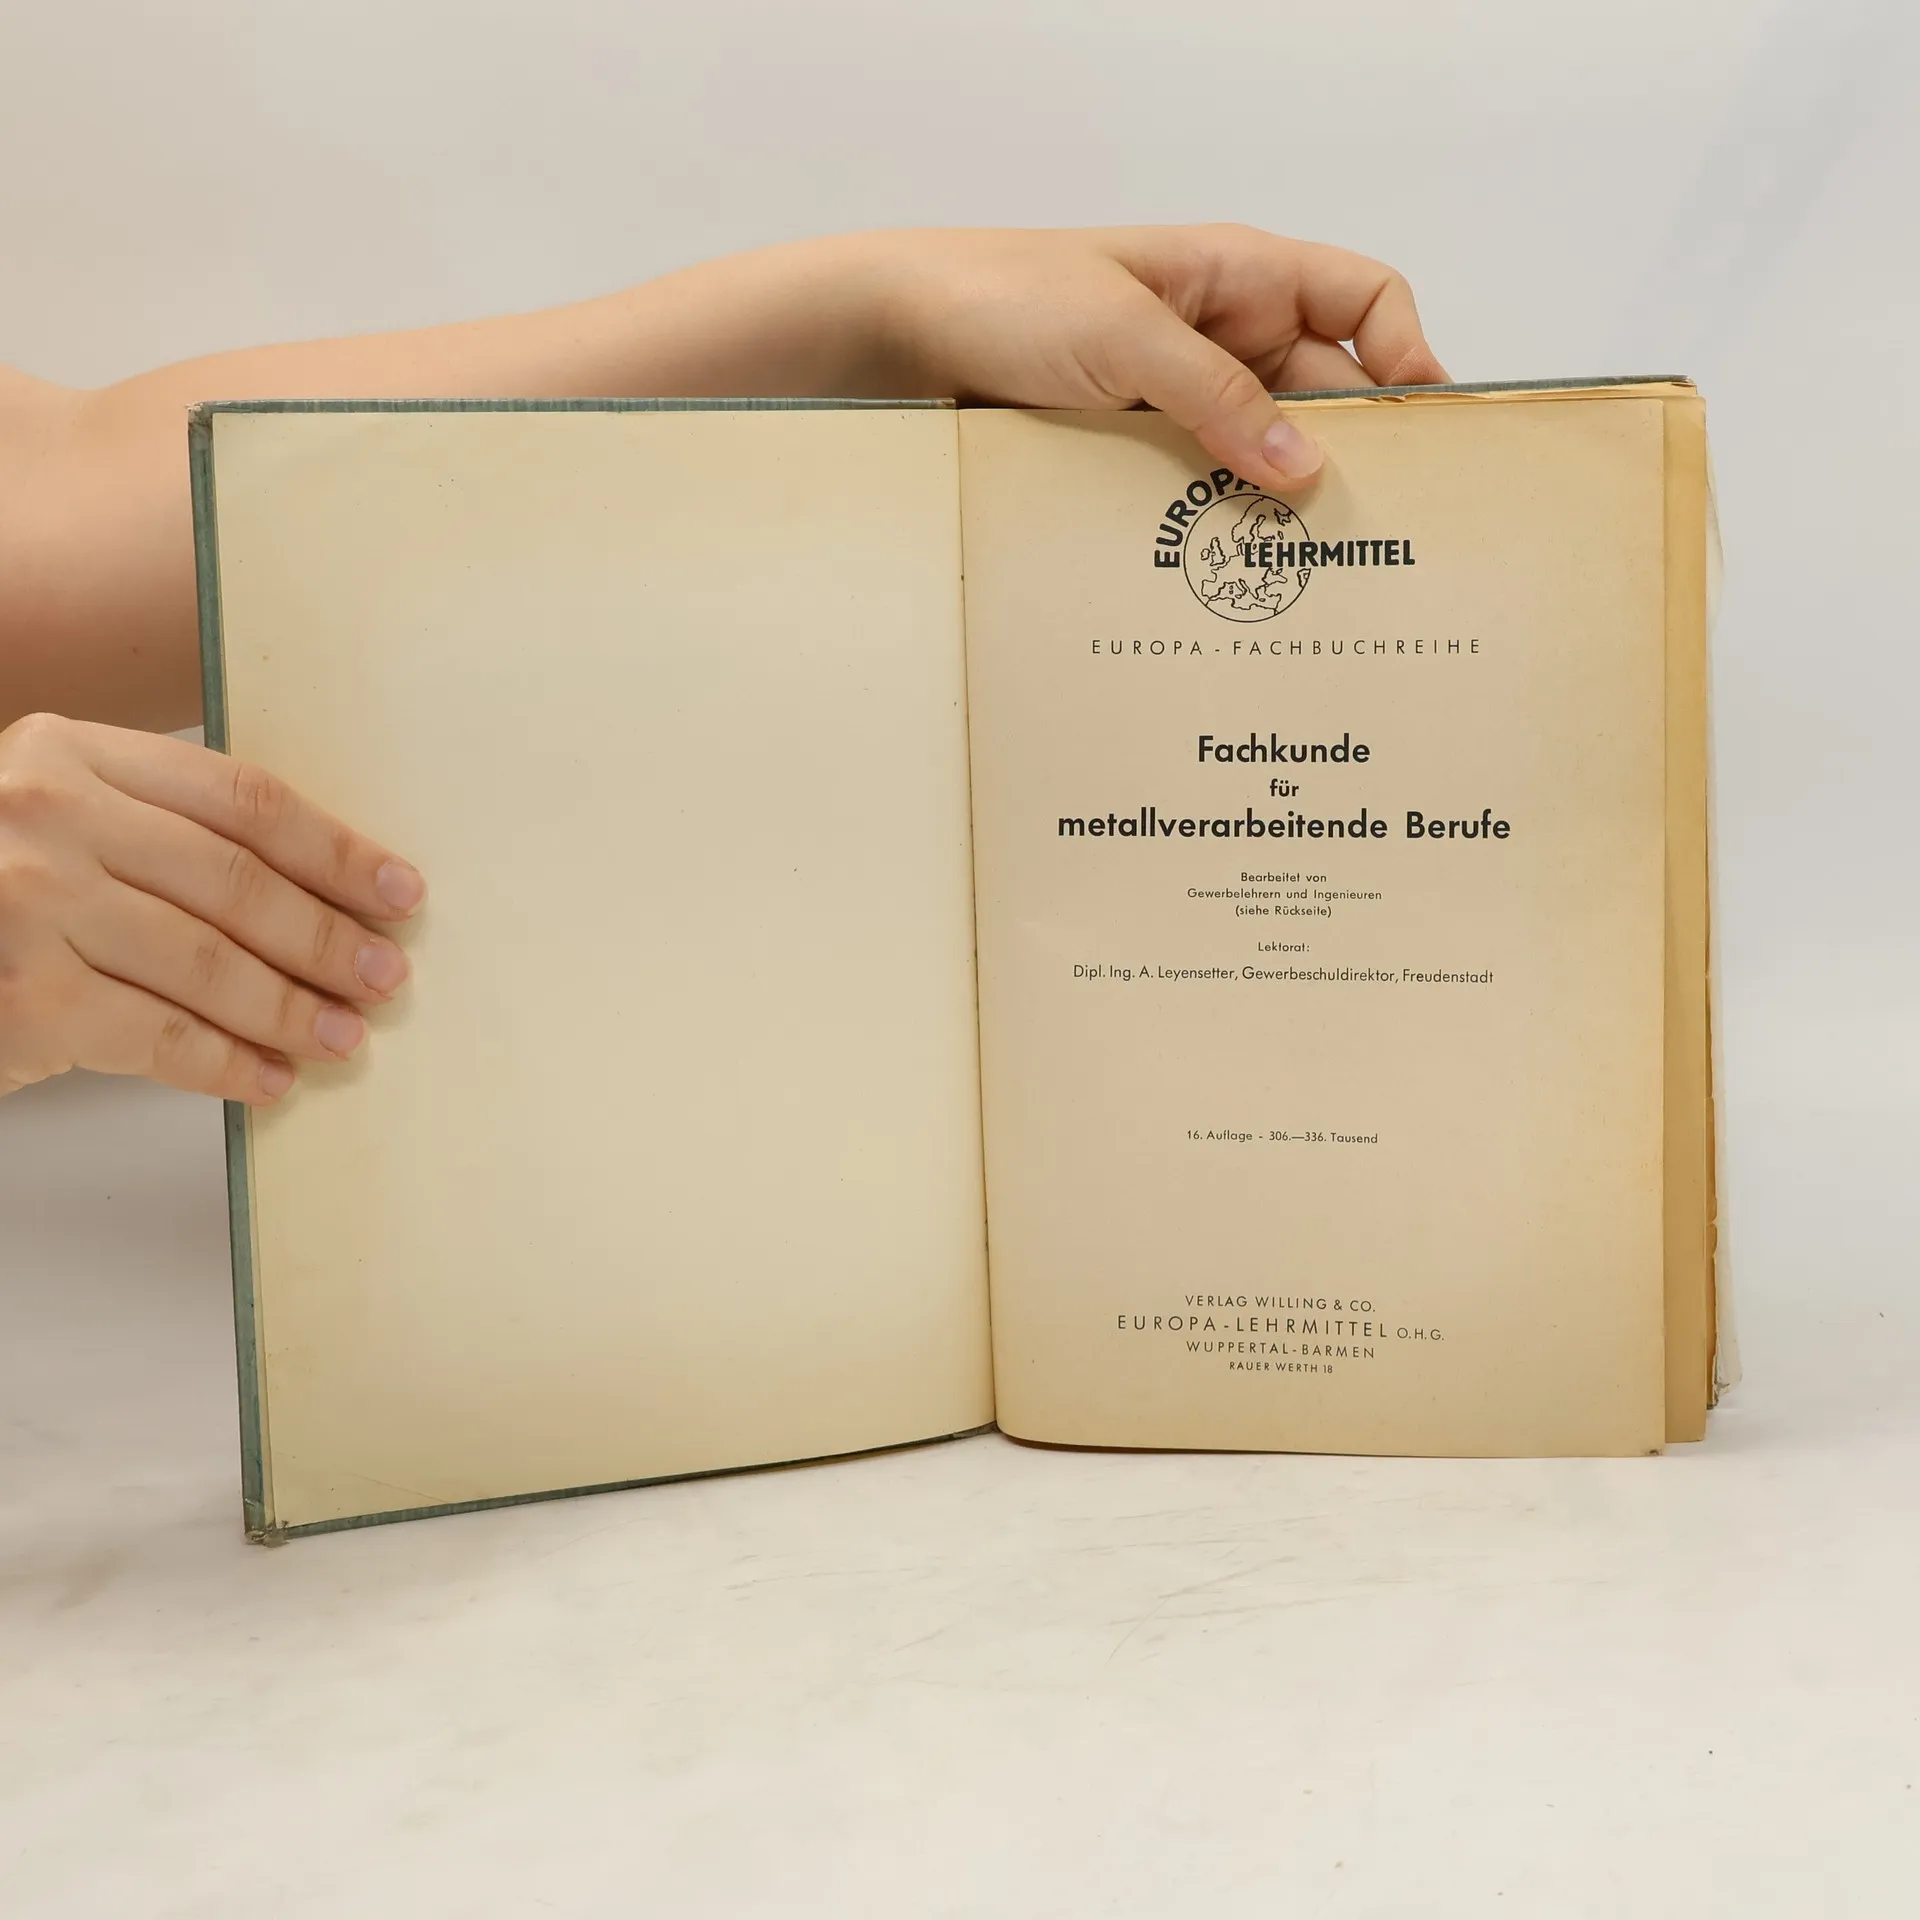 EUROPA
LEHRMITTEL
EUROPA-FACHBUCHREIHE
Fachkunde
für
metallverarbeitende Berufe
Bearbeitet von
Gewerbelehrern und Ingenieuren
(siehe Rückseite)
Lektorat:
Dipl. Ing. A. Leyensetter, Gewerbeschuldirektor, Freudenstadt
16. Auflage - 306.—336. Tausend
VERLAG WILLING & CO.
EUROPA-LEHRMITTEL O.H.G.
WUPPERTAL-BARMEN
RAUER WERTH 18